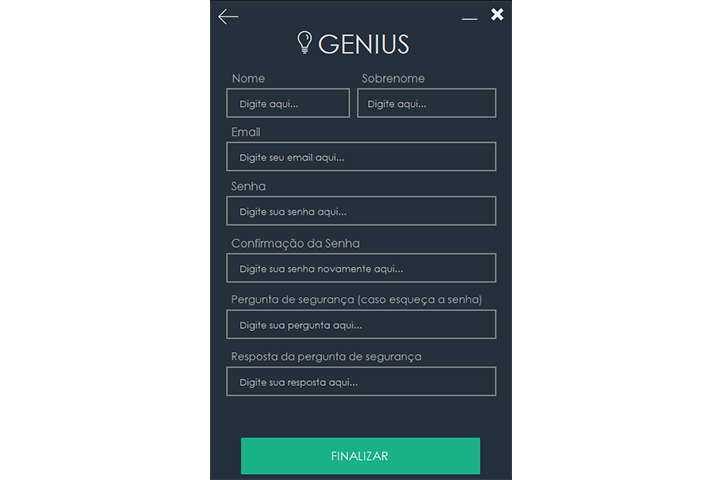 GENIUS
Nome Sobrenome
Digite aqui... Digite aqui...
Email
Digite seu email aqui...
Senha
Digite sua senha aqui...
Confirmação da Senha
Digite sua senha novamente aqui...
Pergunta de segurança (caso esqueça a senha)
Digite sua pergunta aqui...
Resposta da pergunta de segurança
Digite sua resposta aqui...
FINALIZAR